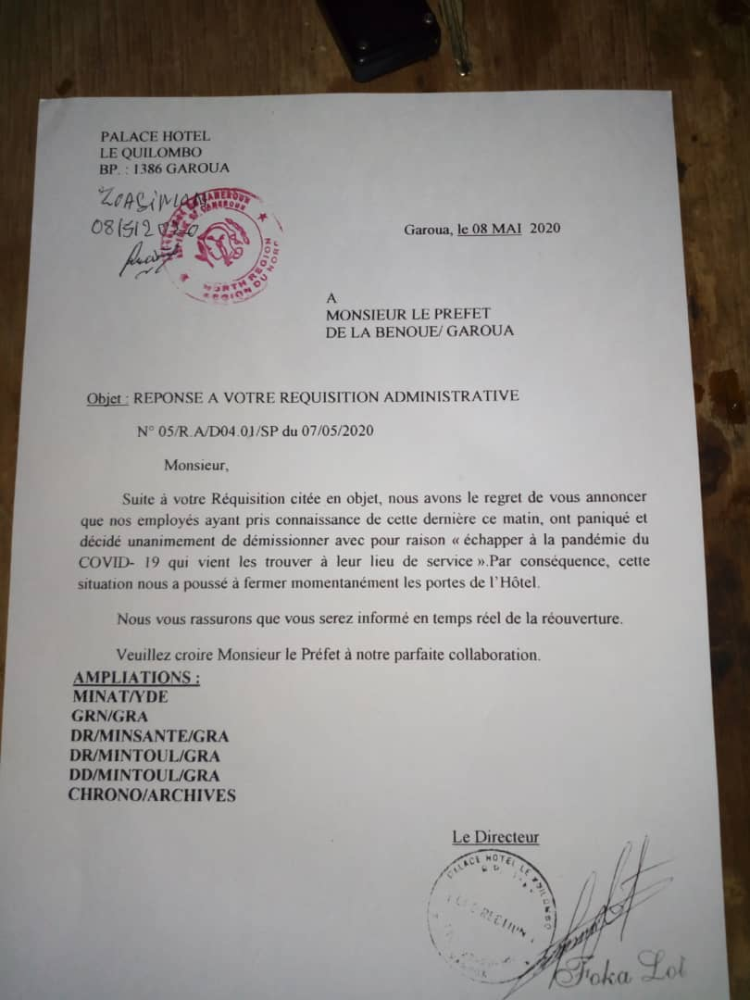 PALACE HOTEL
LE QUILOMBO
BP. : 1386 GAROUA
08/5/2020
NORTH REGION
REGION DU NORD
Garoua, le 08 MAI 2020
A
MONSIEUR LE PREFET
DE LA BENOUE/ GAROUA
Objet : REPONSE A VOTRE REQUISITION ADMINISTRATIVE
N° 05/R.A/D04.01/SP du 07/05/2020
Monsieur,
Suite à votre Réquisition citée en objet, nous avons le regret de vous annoncer
que nos employés ayant pris connaissance de cette dernière ce matin, ont paniqué et
décidé unanimement de démissionner avec pour raison « échapper à la pandémie du
COVID- 19 qui vient les trouver à leur lieu de service ».Par conséquence, cette
situation nous a poussé à fermer momentanément les portes de l'Hôtel.
Nous vous rassurons que vous serez informé en temps réel de la réouverture.
Veuillez croire Monsieur le Préfet à notre parfaite collaboration.
AMPLIATIONS :
MINAT/YDE
GRN/GRA
DR/MINSANTE/GRA
DR/MINTOUL/GRA
DD/MINTOUL/GRA
CHRONO/ARCHIVES
Le Directeur
PALACE HOTEL LE QUILOMBO
Foka Loi